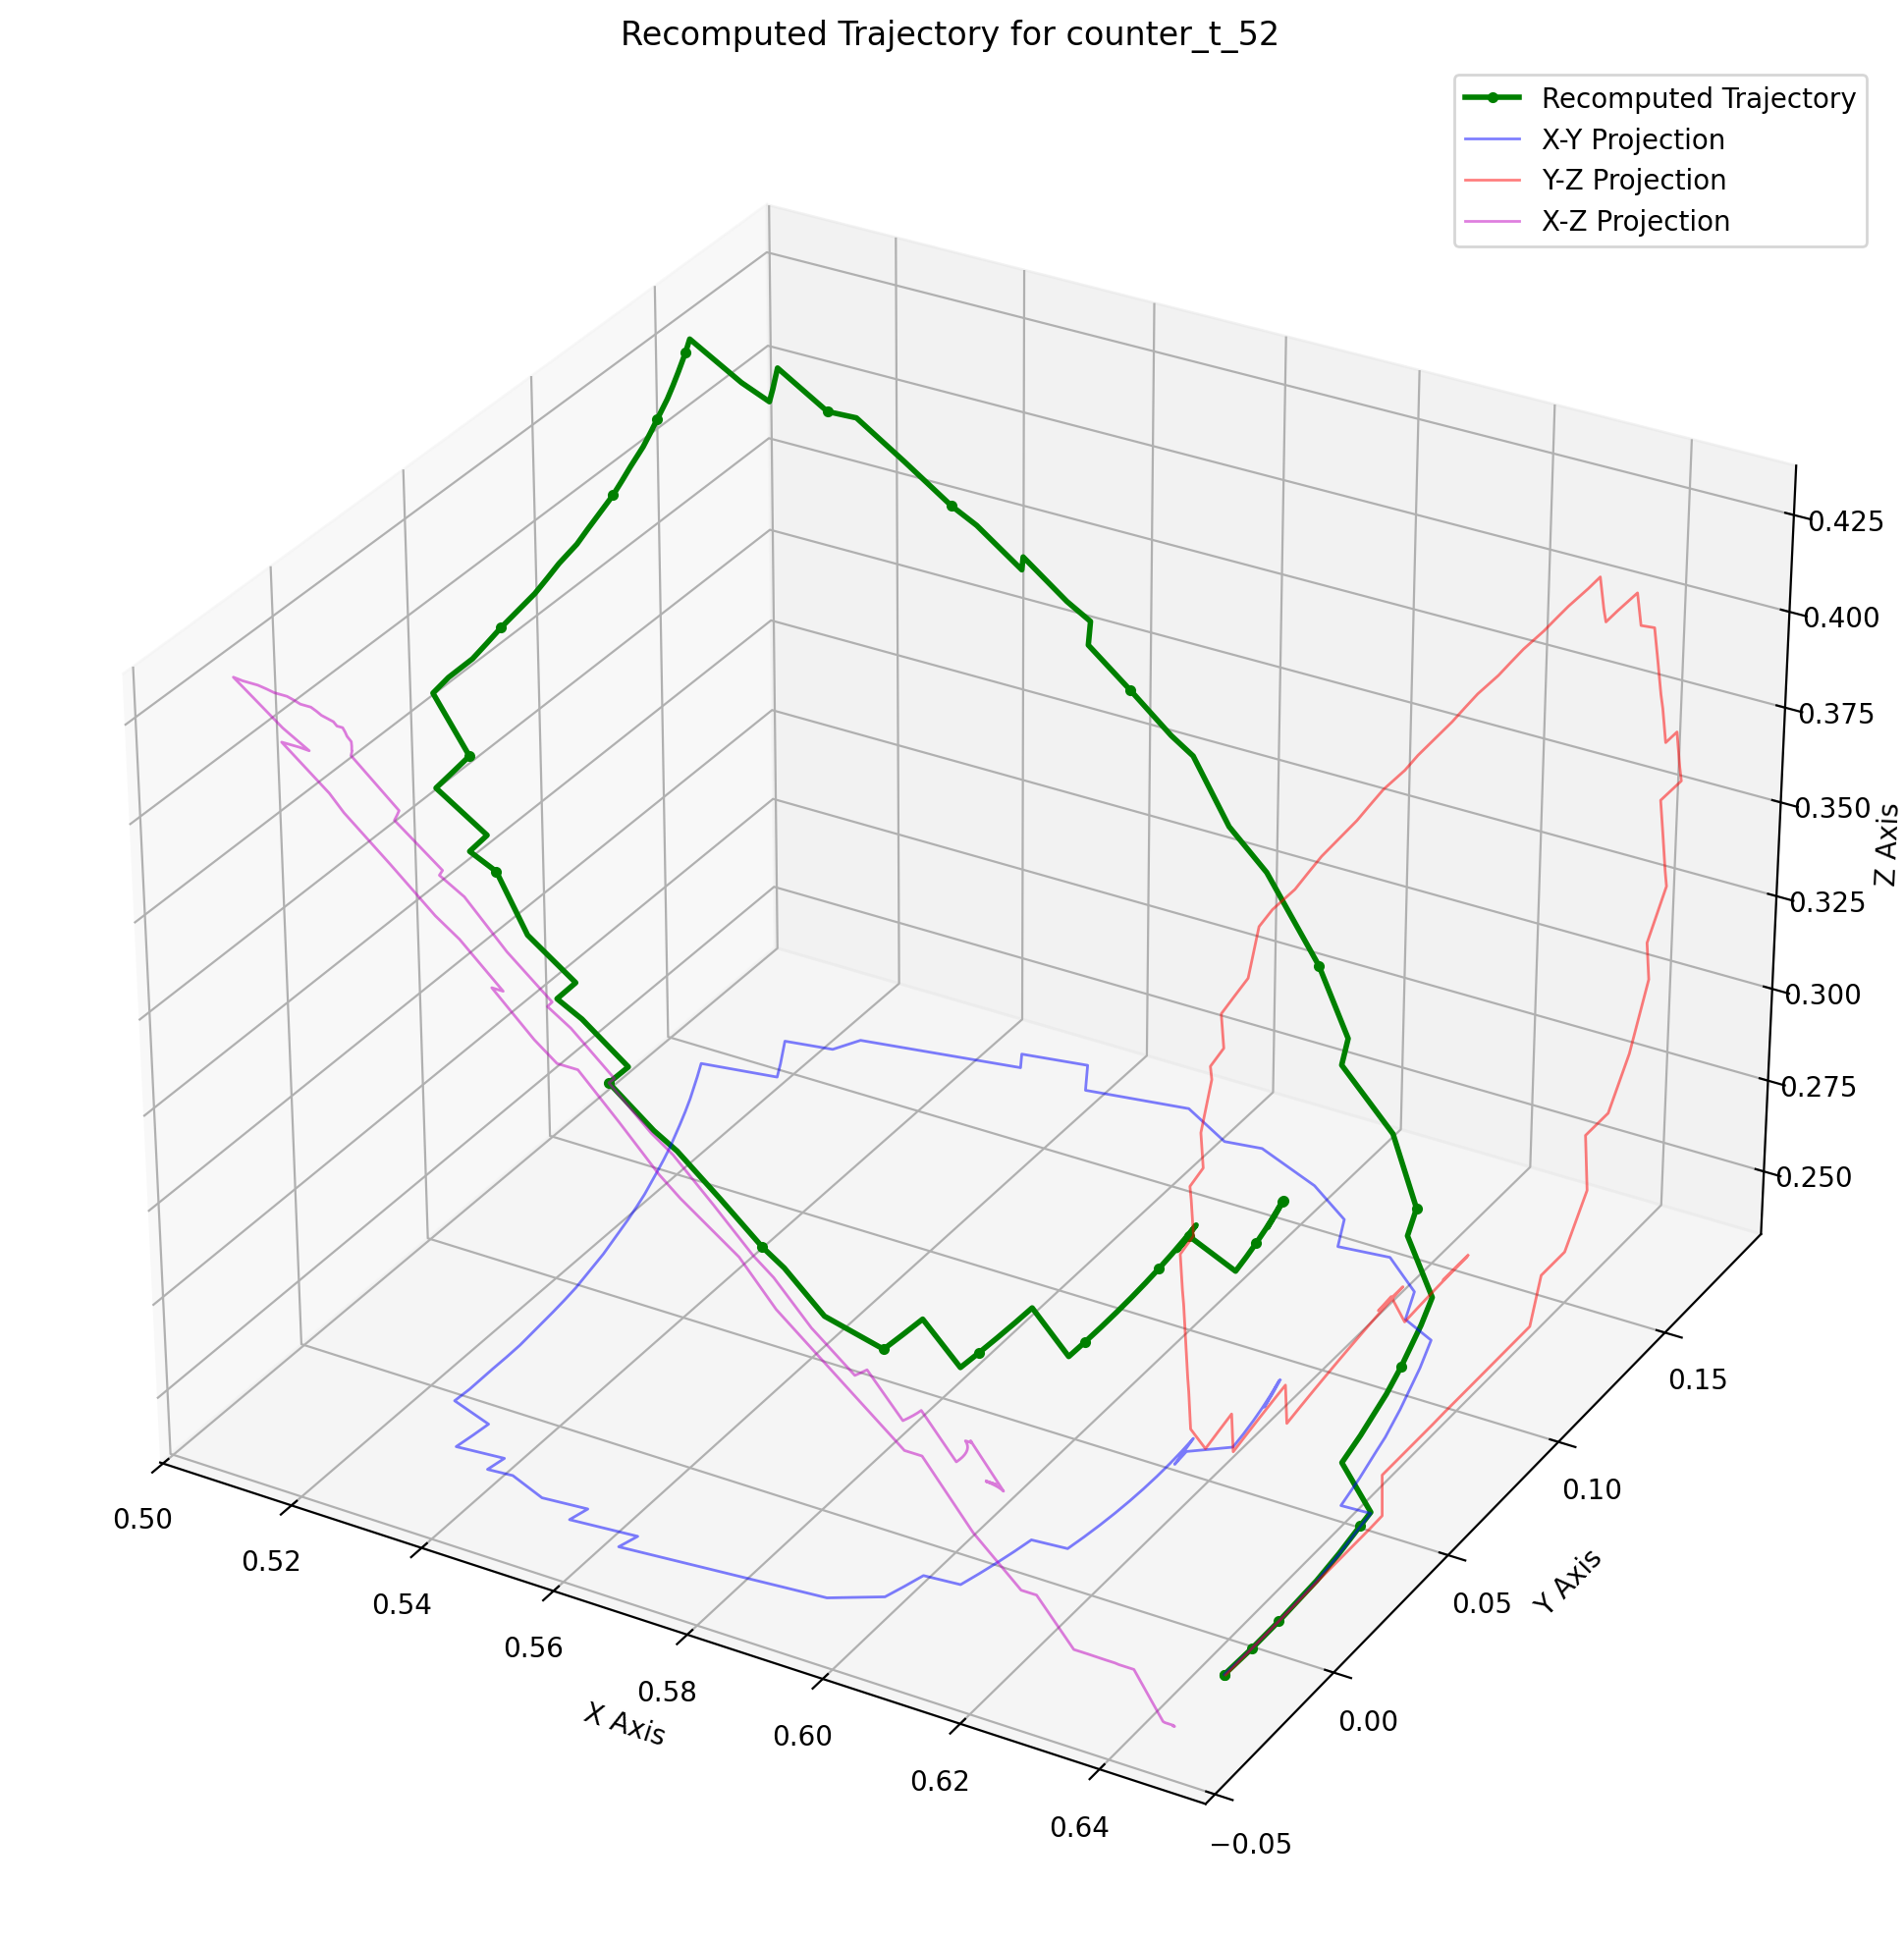 Recomputed Trajectory for counter_t_52
Recomputed Trajectory
X-Y Projection
Y-Z Projection
X-Z Projection
0.425
0.400
0.375
0.350
0.325
0.300
0.275
0.250
Z Axis
0.50
0.52
0.54
0.56
0.58
0.60
0.62
0.64
X Axis
−0.05
0.00
0.05
0.10
0.15
Y Axis